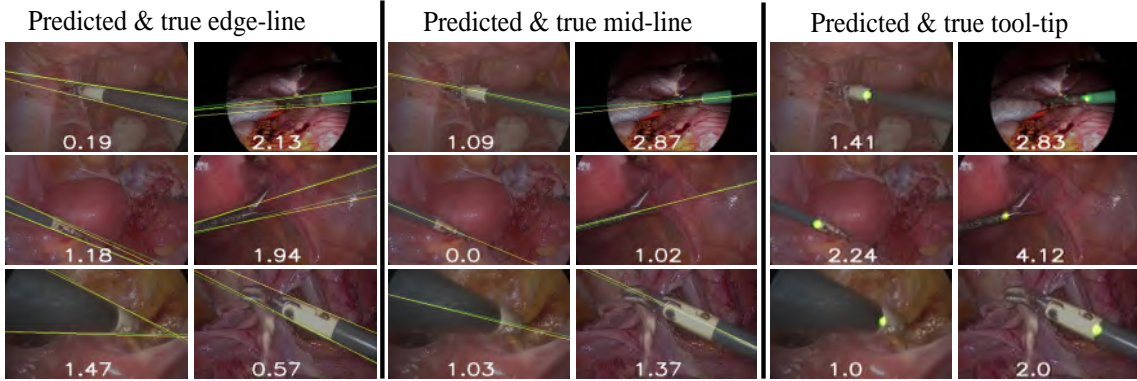 Predicted & true edge-line Predicted & true mid-line Predicted & true tool-tip
0.19 2.13 1.09 2.87 1.41 2.83
1.18 1.94 0.0 1.02 2.24 4.12
1.47 0.57 1.03 1.37 1.0 2.0